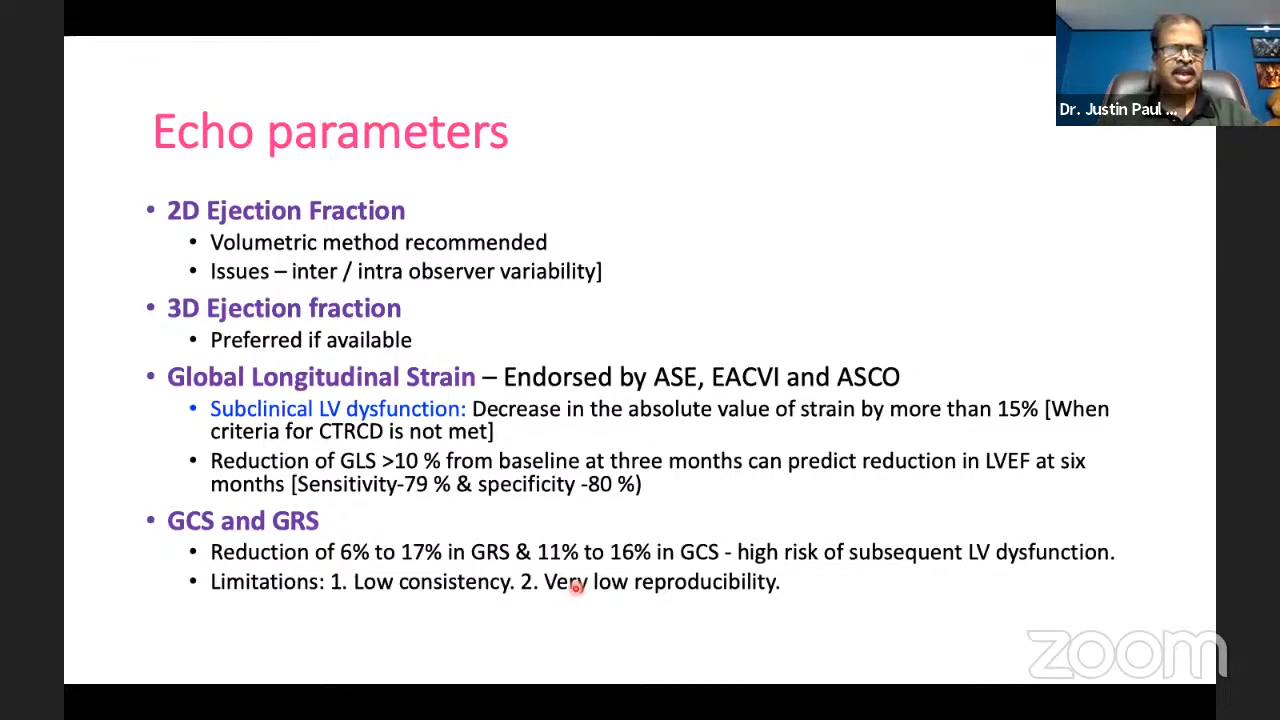 Dr. Justin Paul ...
Echo parameters
• 2D Ejection Fraction
• Volumetric method recommended
• Issues – inter / intra observer variability]
• 3D Ejection fraction
• Preferred if available
• Global Longitudinal Strain – Endorsed by ASE, EACVI and ASCO
• Subclinical LV dysfunction: Decrease in the absolute value of strain by more than 15% [When
criteria for CTRCD is not met]
• Reduction of GLS >10 % from baseline at three months can predict reduction in LVEF at six
months [Sensitivity-79 % & specificity -80 %)
• GCS and GRS
• Reduction of 6% to 17% in GRS & 11% to 16% in GCS - high risk of subsequent LV dysfunction.
• Limitations: 1. Low consistency. 2. Very low reproducibility.
zoom